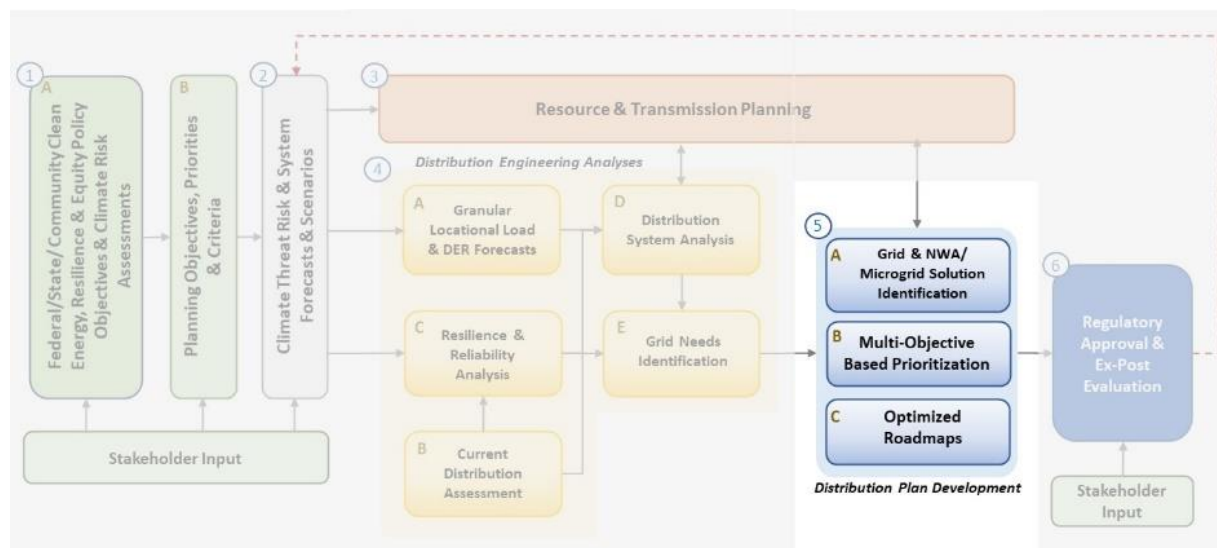 1
A
Federal/State/ Community Clean
Energy, Resilience & Equity Policy
Objectives & Climate Risk
Assessments
B
Planning Objectives, Priorities
& Criteria
2
Climate Threat Risk & System
Forecasts & Scenarios
Stakeholder Input
3
Resource & Transmission Planning
4
Distribution Engineering Analyses
A
Granular
Locational Load
& DER Forecasts
D
Distribution
System Analysis
C
Resilience &
Reliability
Analysis
E
Grid Needs
Identification
B
Current
Distribution
Assessment
5
A
Grid & NWA/
Microgrid Solution
Identification
B
Multi-Objective
Based Prioritization
C
Optimized
Roadmaps
Distribution Plan Development
6
Regulatory
Approval &
Ex-Post
Evaluation
Stakeholder
Input